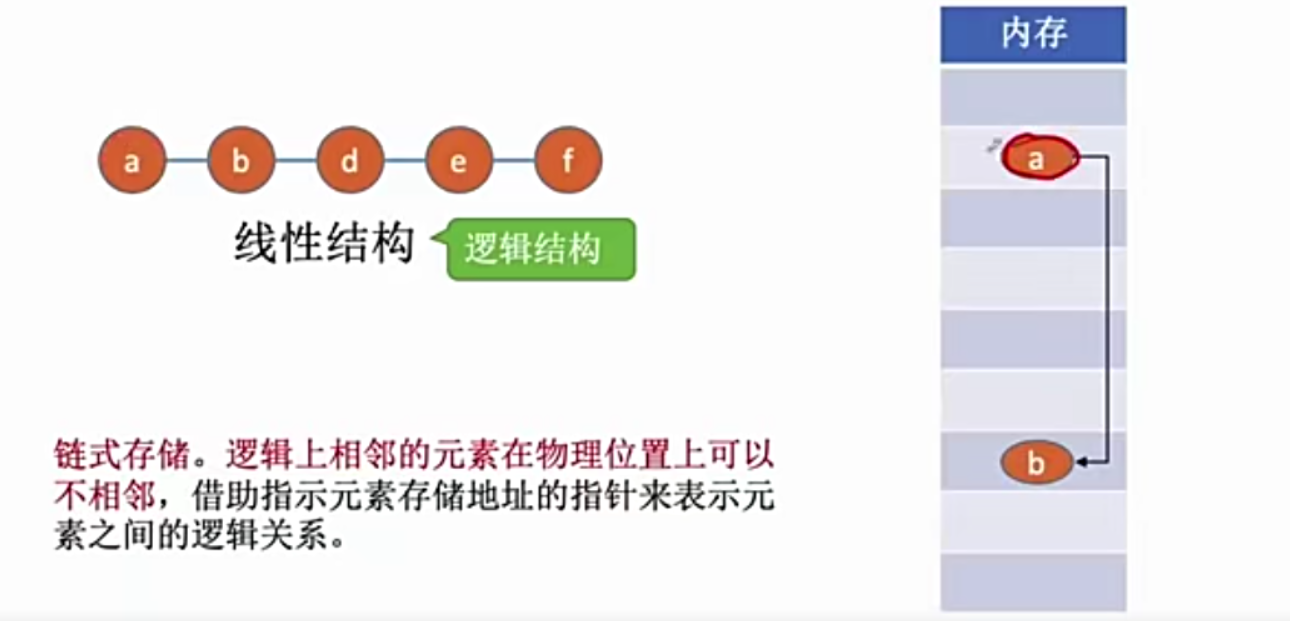 内存
a
a b d e f
线性结构
逻辑结构
链式存储。逻辑上相邻的元素在物理位置上可以
不相邻，借助指示元素存储地址的指针来表示元
素之间的逻辑关系。
b